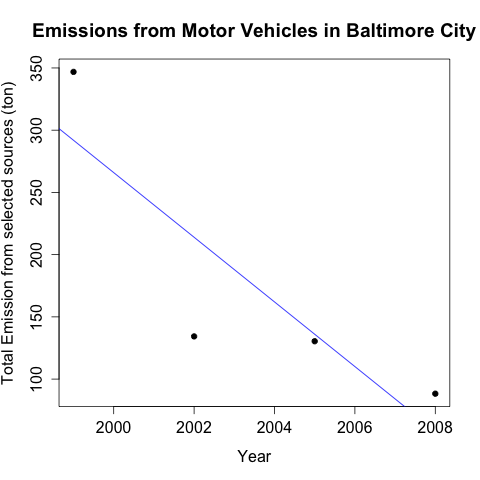 Emissions from Motor Vehicles in Baltimore City
Total Emission from selected sources (ton)
350
300
250
200
150
100
2000 2002 2004 2006 2008
Year